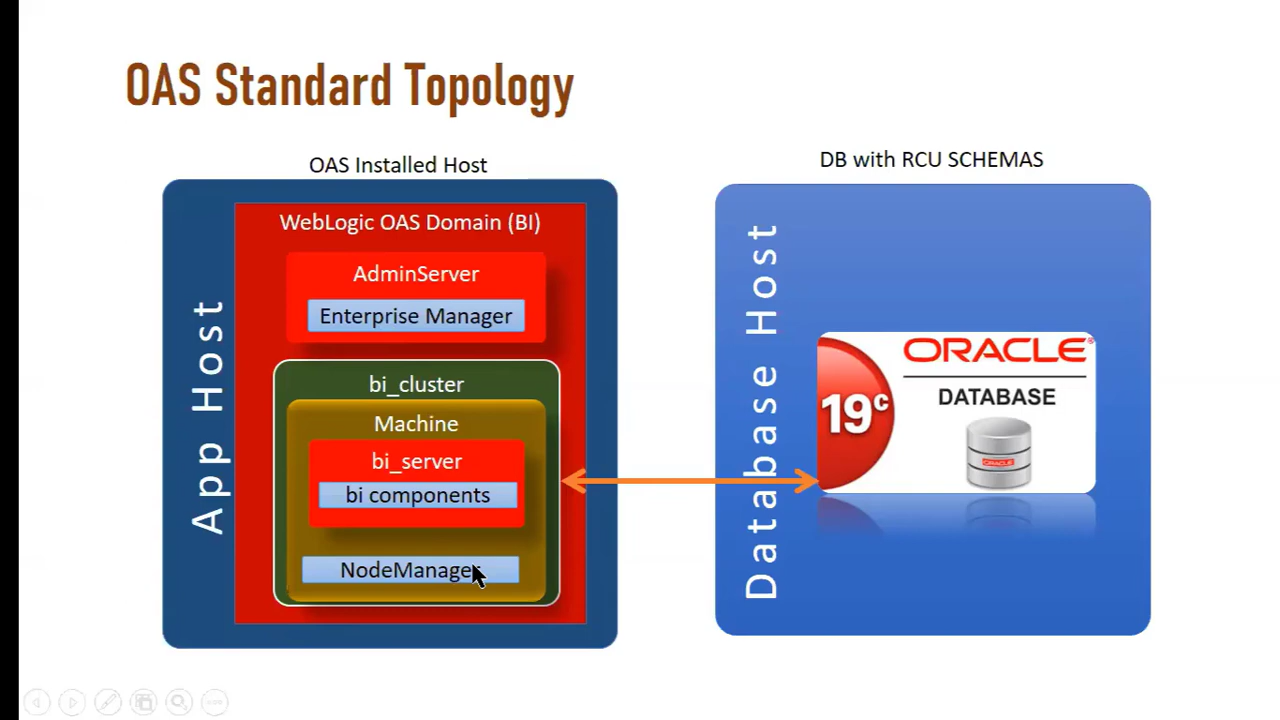 OAS Standard Topology
OAS Installed Host
DB with RCU SCHEMAS
App Host
WebLogic OAS Domain (BI)
AdminServer
Enterprise Manager
bi_cluster
Machine
bi_server
bi components
NodeManager
Database Host
ORACLE®
19c
DATABASE
ORACLE